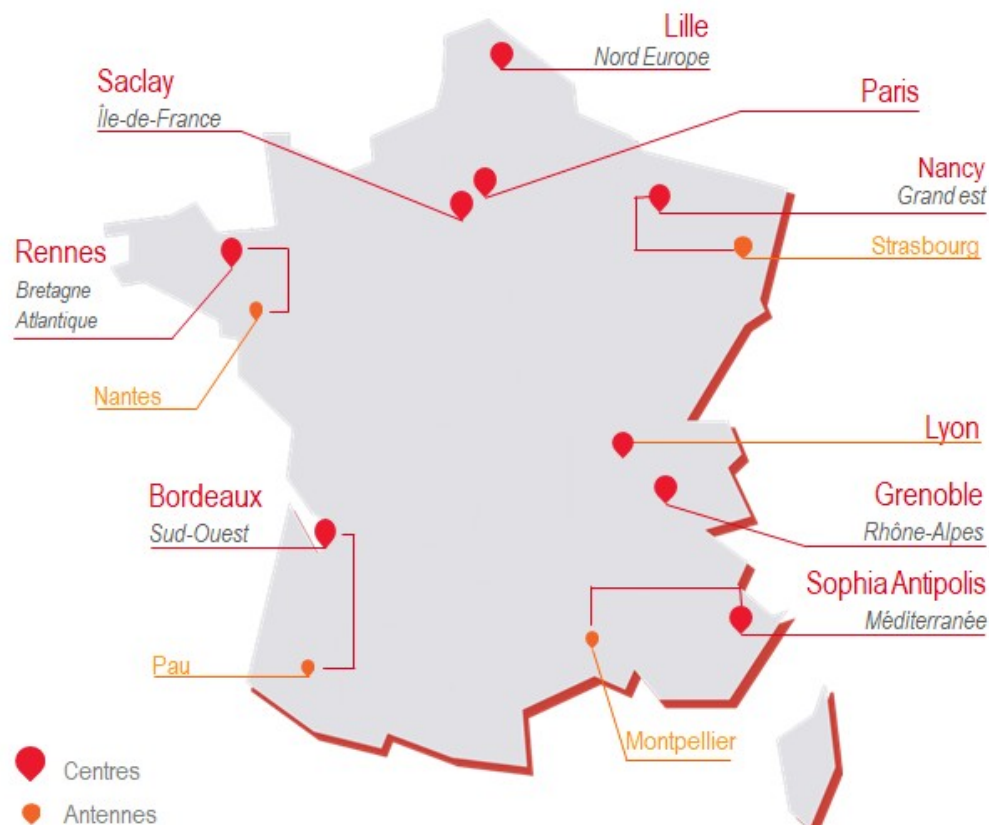 Lille
Nord Europe
Saclay
Île-de-France
Paris
Nancy
Grand est
Strasbourg
Rennes
Bretagne
Atlantique
Nantes
Lyon
Bordeaux
Sud-Ouest
Grenoble
Rhône-Alpes
Sophia Antipolis
Méditerranée
Pau
Montpellier
Centres
Antennes